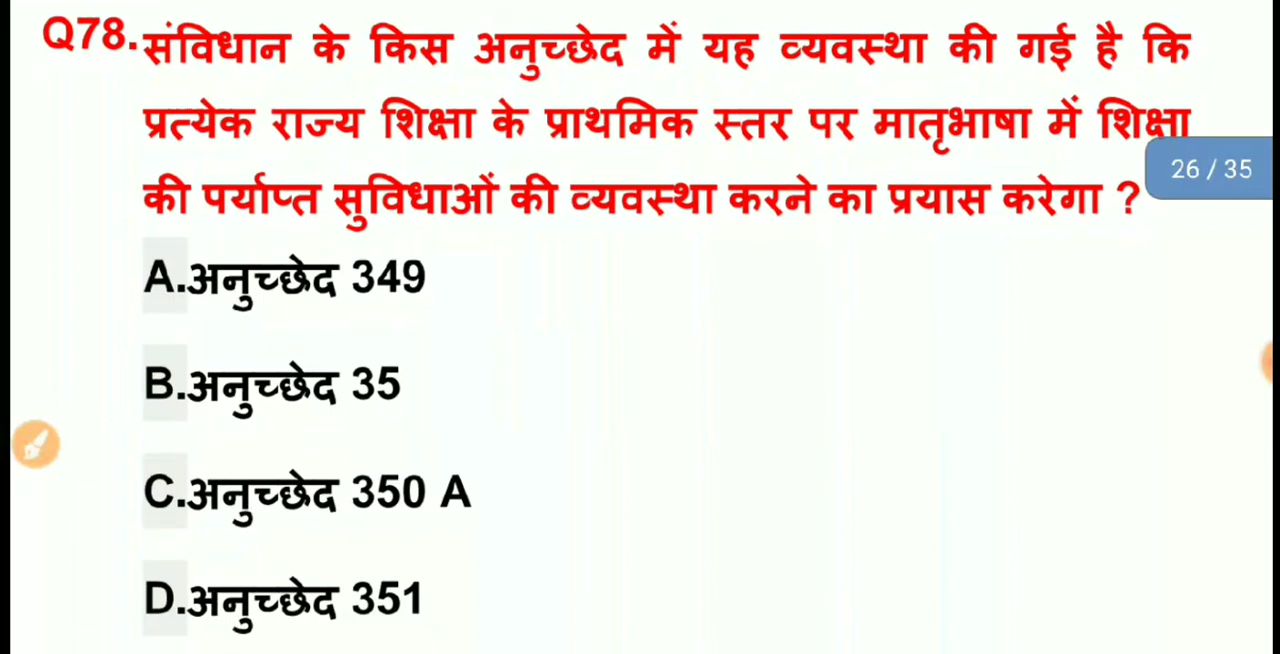 Q78. संविधान के किस अनुच्छेद में यह व्यवस्था की गई है कि
प्रत्येक राज्य शिक्षा के प्राथमिक स्तर पर मातृभाषा में शिक्षा
की पर्याप्त सुविधाओं की व्यवस्था करने का प्रयास करेगा ?
26 / 35
A.अनुच्छेद 349
B.अनुच्छेद 35
C.अनुच्छेद 350 A
D.अनुच्छेद 351